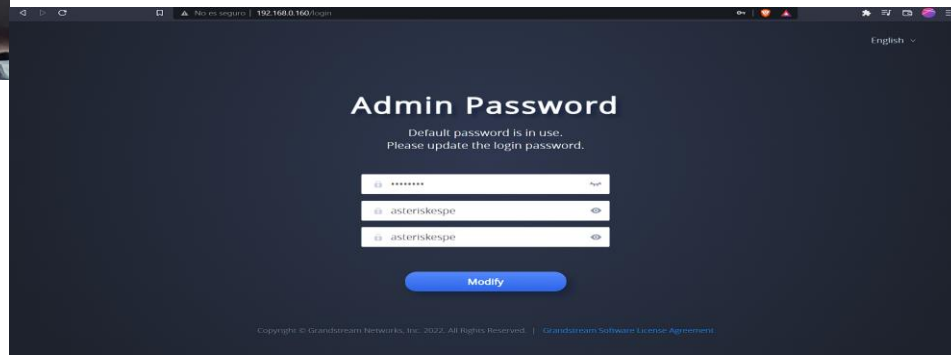 No es seguro | 192.168.0.160/login
English
Admin Password
Default password is in use.
Please update the login password.
••••••••
asteriskespe
asteriskespe
Modify
Copyright © Grandstream Networks, Inc. 2022. All Rights Reserved. | Grandstream Software License Agreement